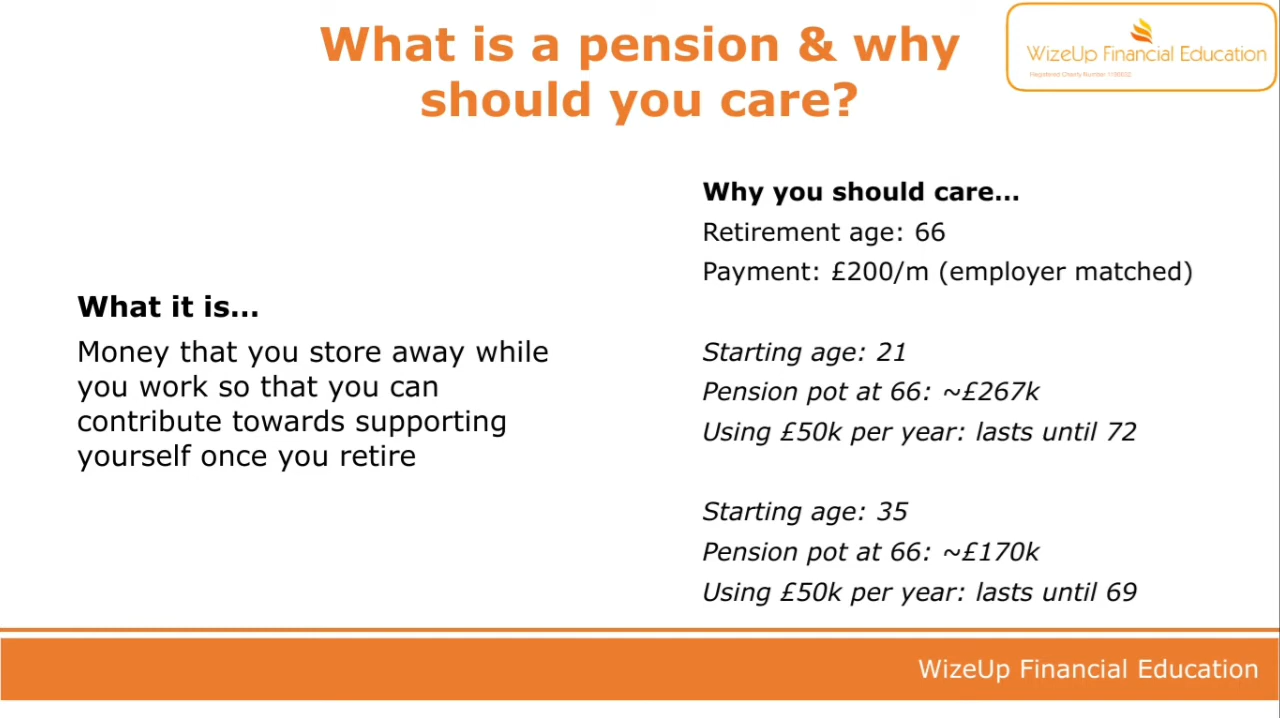 What is a pension & why
should you care?
WizeUp Financial Education
What it is...
Money that you store away while
you work so that you can
contribute towards supporting
yourself once you retire
Why you should care...
Retirement age: 66
Payment: £200/m (employer matched)
Starting age: 21
Pension pot at 66: ~£267k
Using £50k per year: lasts until 72
Starting age: 35
Pension pot at 66: ~£170k
Using £50k per year: lasts until 69
WizeUp Financial Education